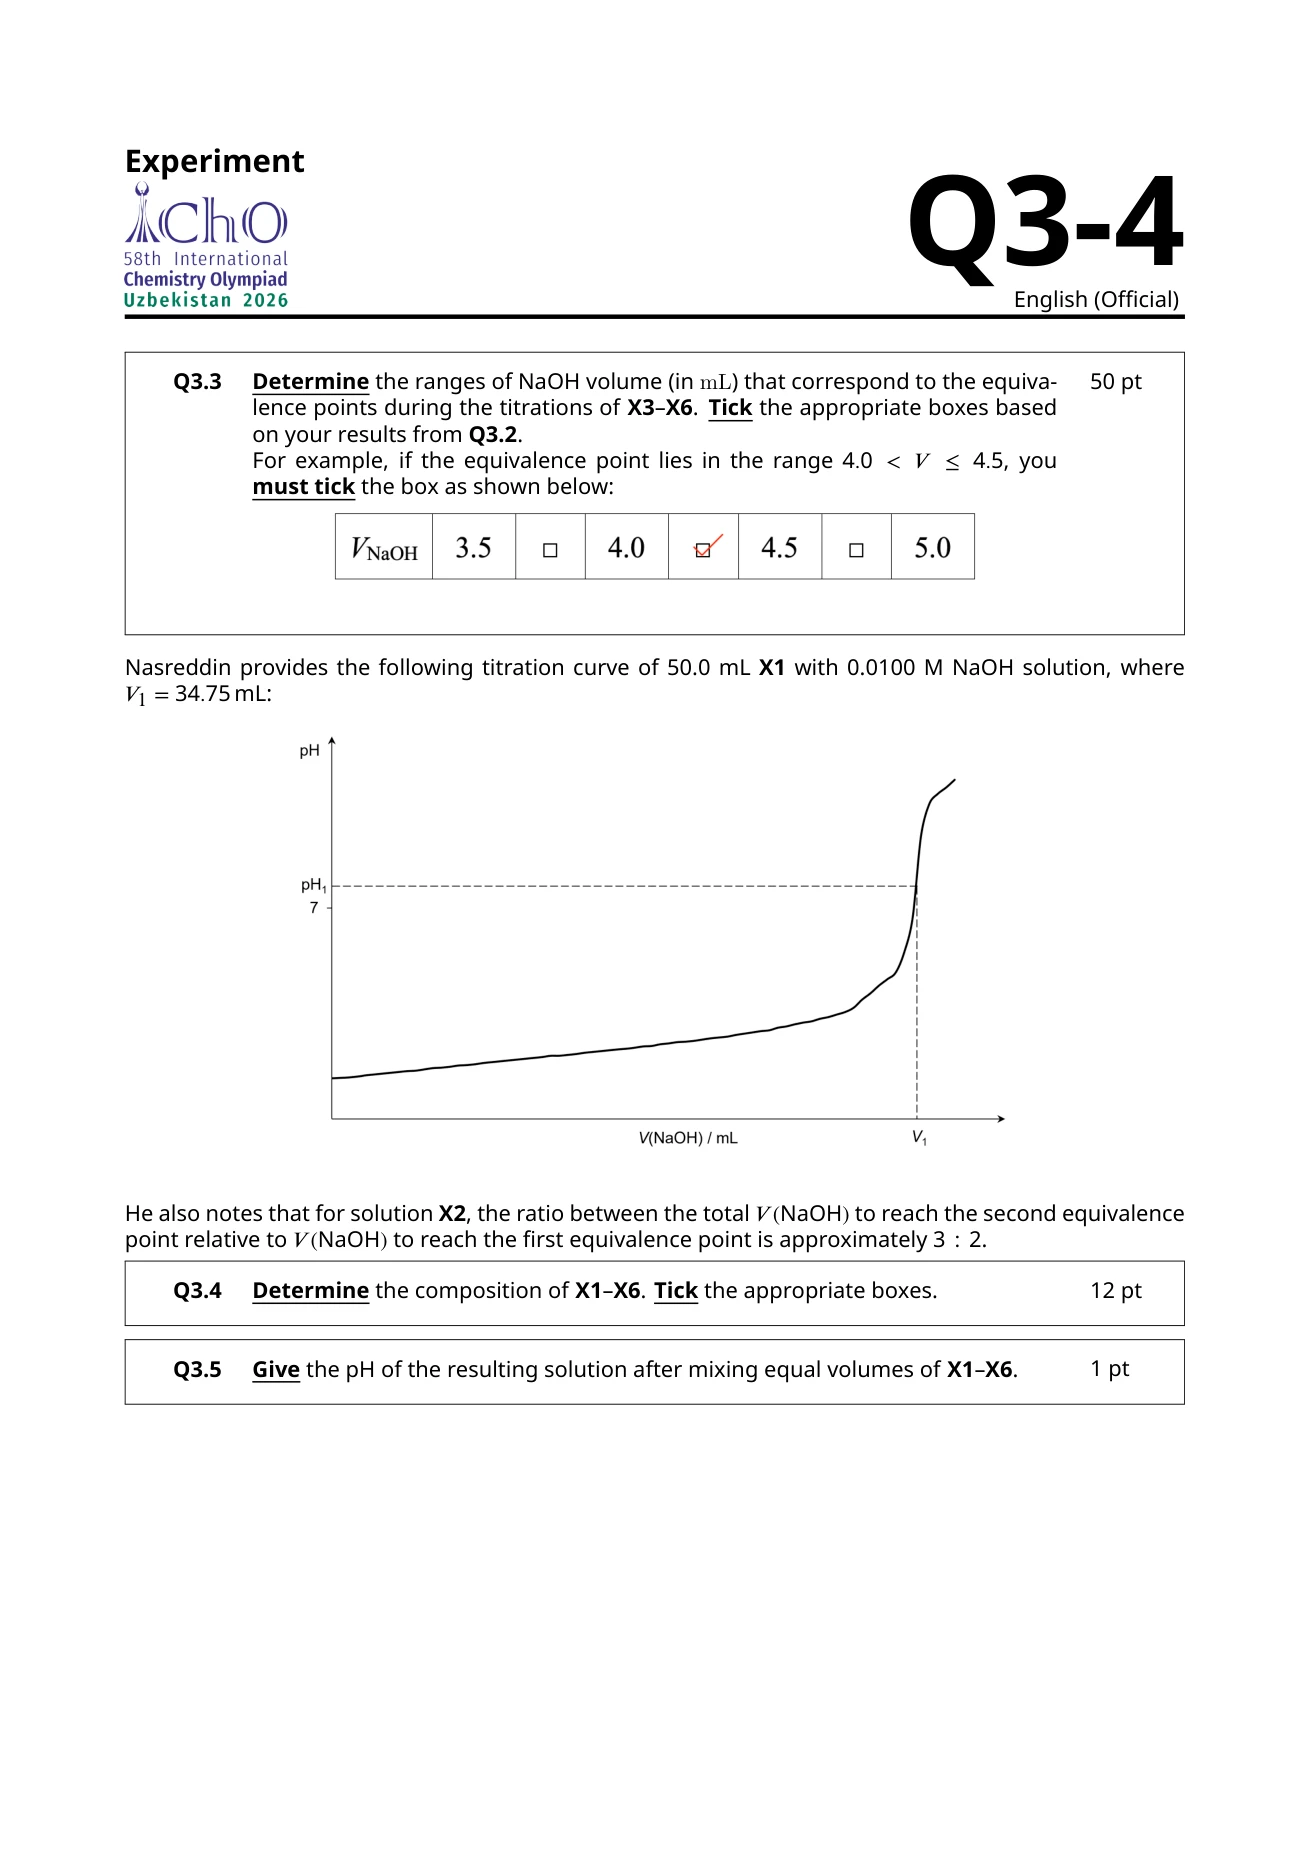 Experiment
IChO
58th International
Chemistry Olympiad
Uzbekistan 2026
Q3-4
English (Official)
Q3.3 Determine the ranges of NaOH volume (in mL) that correspond to the equiva- 50 pt
lence points during the titrations of X3–X6. Tick the appropriate boxes based
on your results from Q3.2.
For example, if the equivalence point lies in the range 4.0 < V ≤ 4.5, you
must tick the box as shown below:
V_NaOH 3.5 □ 4.0 ☑ 4.5 □ 5.0
Nasreddin provides the following titration curve of 50.0 mL X1 with 0.0100 M NaOH solution, where
V₁ = 34.75 mL:
pH
pH₁
7
V(NaOH) / mL V₁
He also notes that for solution X2, the ratio between the total V(NaOH) to reach the second equivalence
point relative to V(NaOH) to reach the first equivalence point is approximately 3 : 2.
Q3.4 Determine the composition of X1–X6. Tick the appropriate boxes. 12 pt
Q3.5 Give the pH of the resulting solution after mixing equal volumes of X1–X6. 1 pt